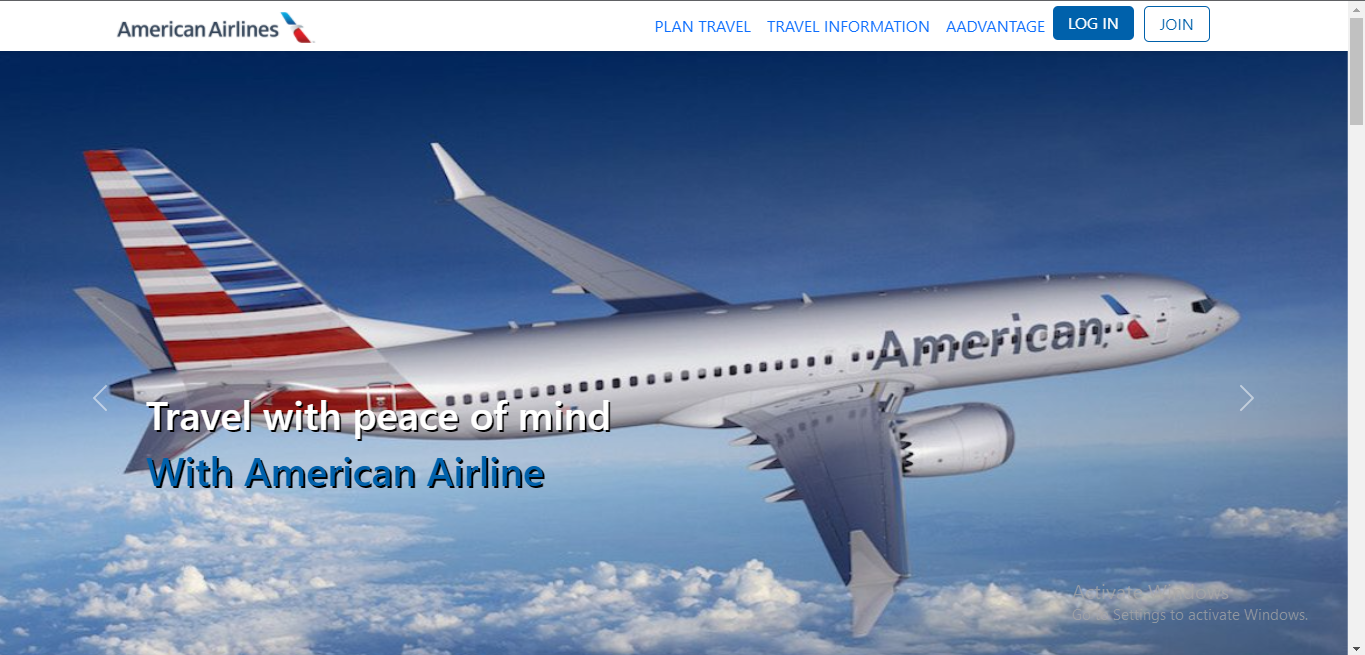 American Airlines
PLAN TRAVEL TRAVEL INFORMATION AADVANTAGE LOG IN JOIN
American
Travel with peace of mind
With American Airline
Activate Windows
Go to Settings to activate Windows.